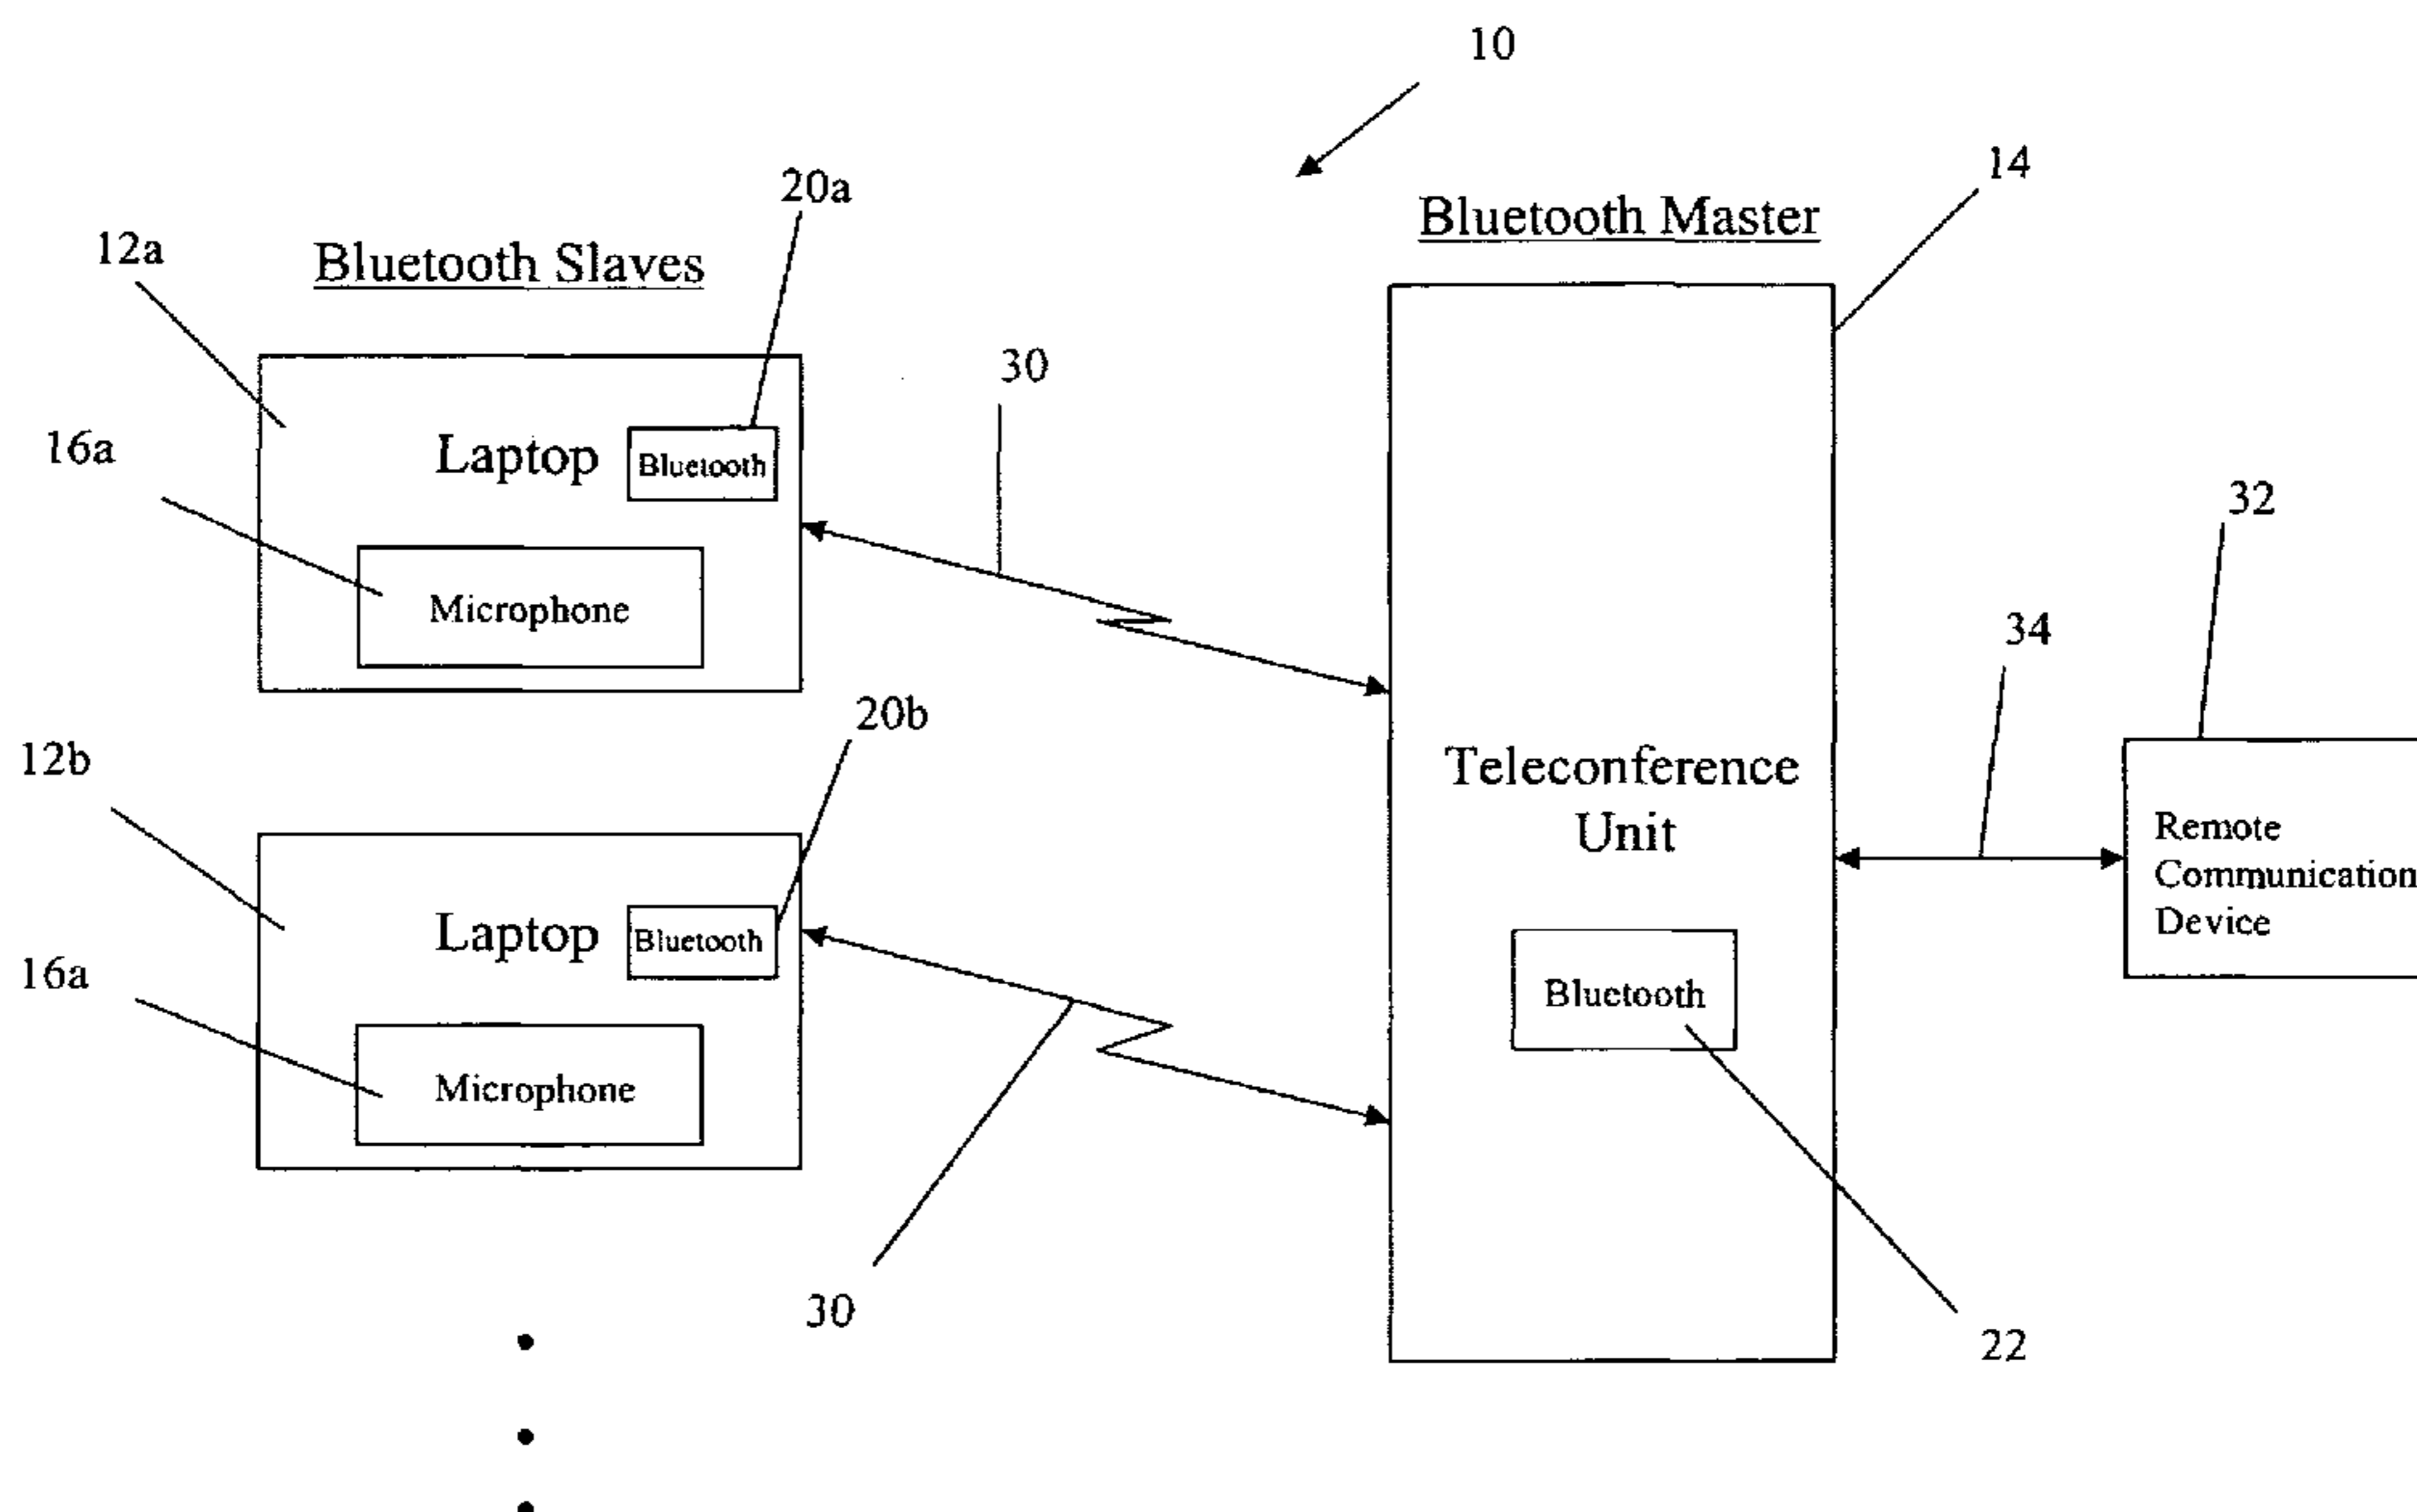 10
14
20a
Bluetooth Master
12a
Bluetooth Slaves
30
16a
Laptop
Bluetooth
32
Microphone
34
20b
12b
Teleconference
Unit
Remote
Communication
Device
Laptop
Bluetooth
16a
Bluetooth
Microphone
30
22